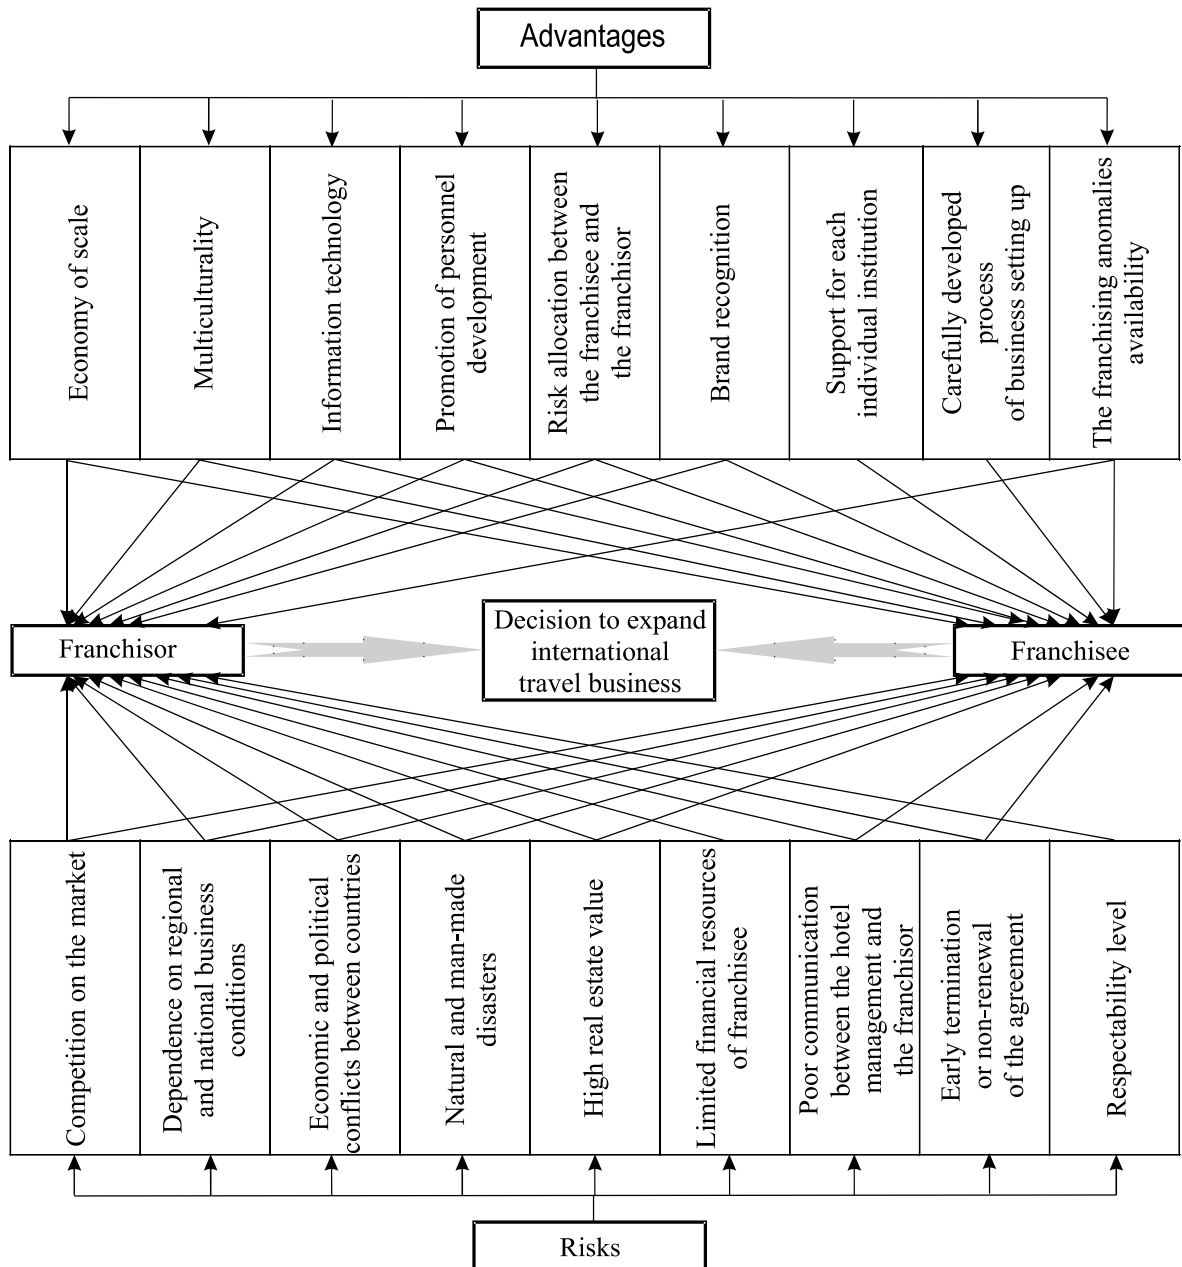 Advantages
Economy of scale
Multiculturality
Information technology
Promotion of personnel
development
Risk allocation between
the franchisee and
the franchisor
Brand recognition
Support for each
individual institution
Carefully developed
process
of business setting up
The franchising anomalies
availability
Franchisor
Decision to expand
international
travel business
Franchisee
Competition on the market
Dependence on regional
and national business
conditions
Economic and political
conflicts between countries
Natural and man-made
disasters
High real estate value
Limited financial resources
of franchisee
Poor communication
between the hotel
management and
the franchisor
Early termination
or non-renewal
of the agreement
Respectability level
Risks